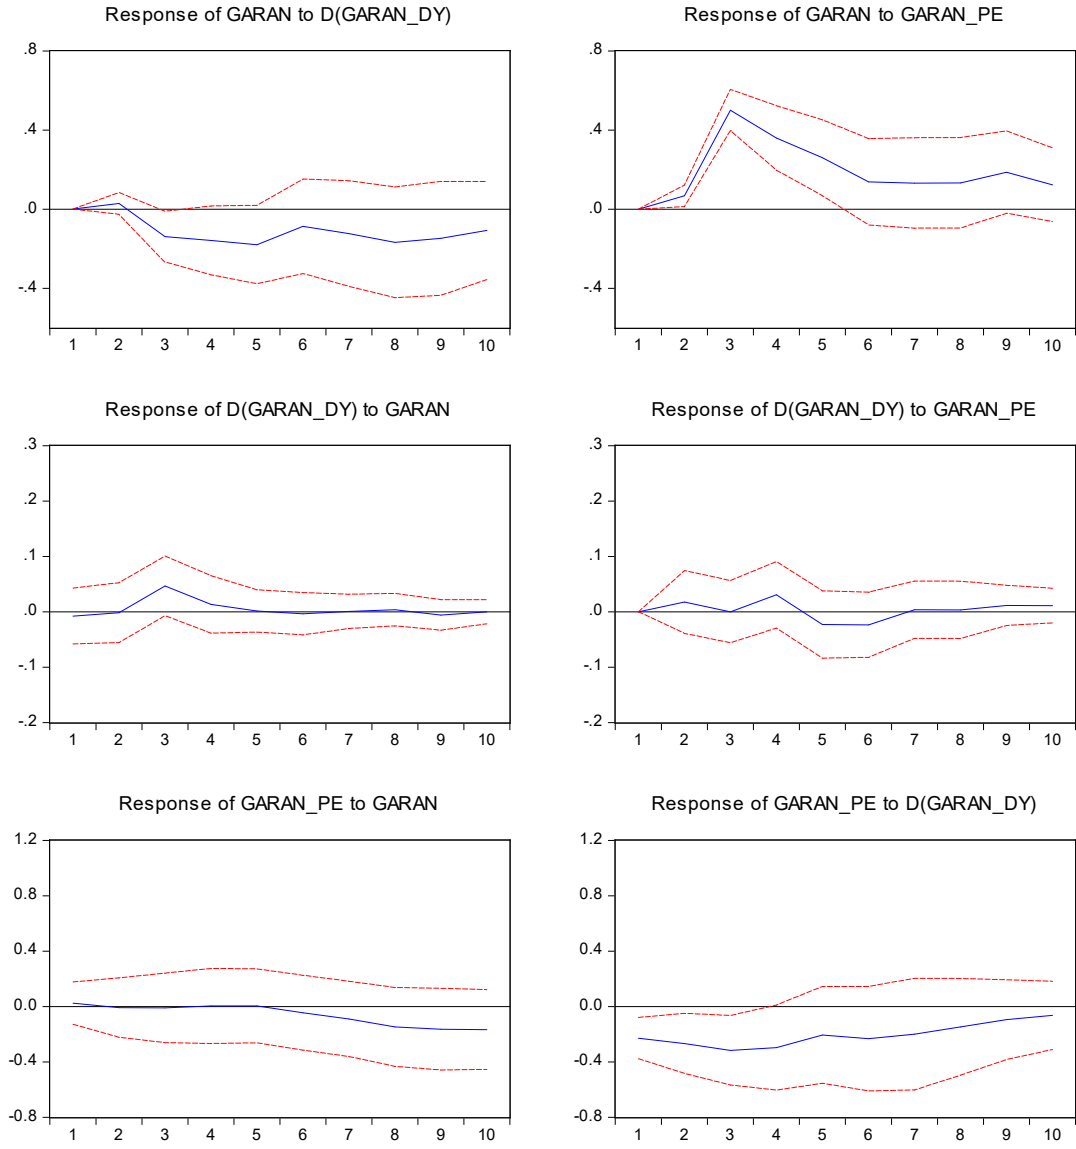 Response of GARAN to D(GARAN_DY)
.8
.4
.0
-.4
1 2 3 4 5 6 7 8 9 10
Response of GARAN to GARAN_PE
.8
.4
.0
-.4
1 2 3 4 5 6 7 8 9 10
Response of D(GARAN_DY) to GARAN
.3
.2
.1
.0
-.1
-.2
1 2 3 4 5 6 7 8 9 10
Response of D(GARAN_DY) to GARAN_PE
.3
.2
.1
.0
-.1
-.2
1 2 3 4 5 6 7 8 9 10
Response of GARAN_PE to GARAN
1.2
0.8
0.4
0.0
-0.4
-0.8
1 2 3 4 5 6 7 8 9 10
Response of GARAN_PE to D(GARAN_DY)
1.2
0.8
0.4
0.0
-0.4
-0.8
1 2 3 4 5 6 7 8 9 10